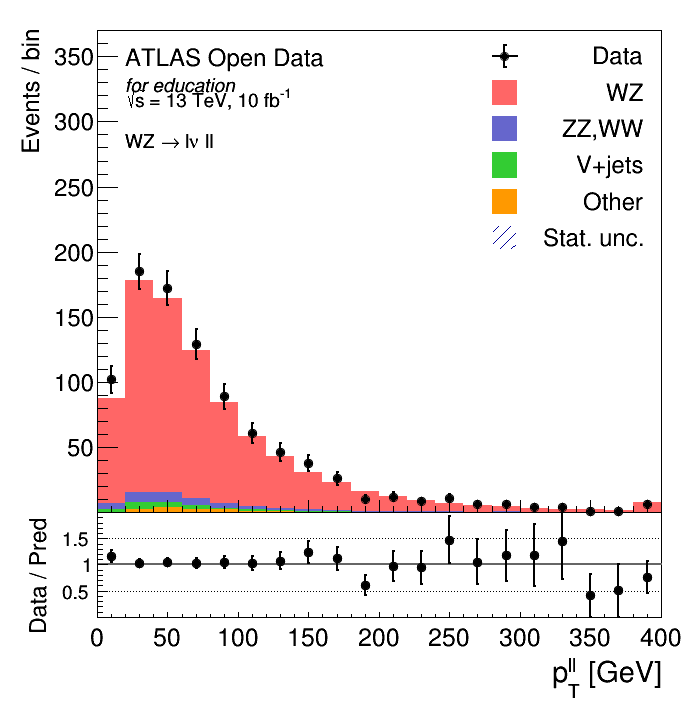 Events / bin
350
300
250
200
150
100
50
ATLAS Open Data
for education
√s = 13 TeV, 10 fb⁻¹
WZ → lν ll
Data
WZ
ZZ,WW
V+jets
Other
Stat. unc.
Data / Pred
1.5
1
0.5
0 50 100 150 200 250 300 350 400
p_T^ll [GeV]